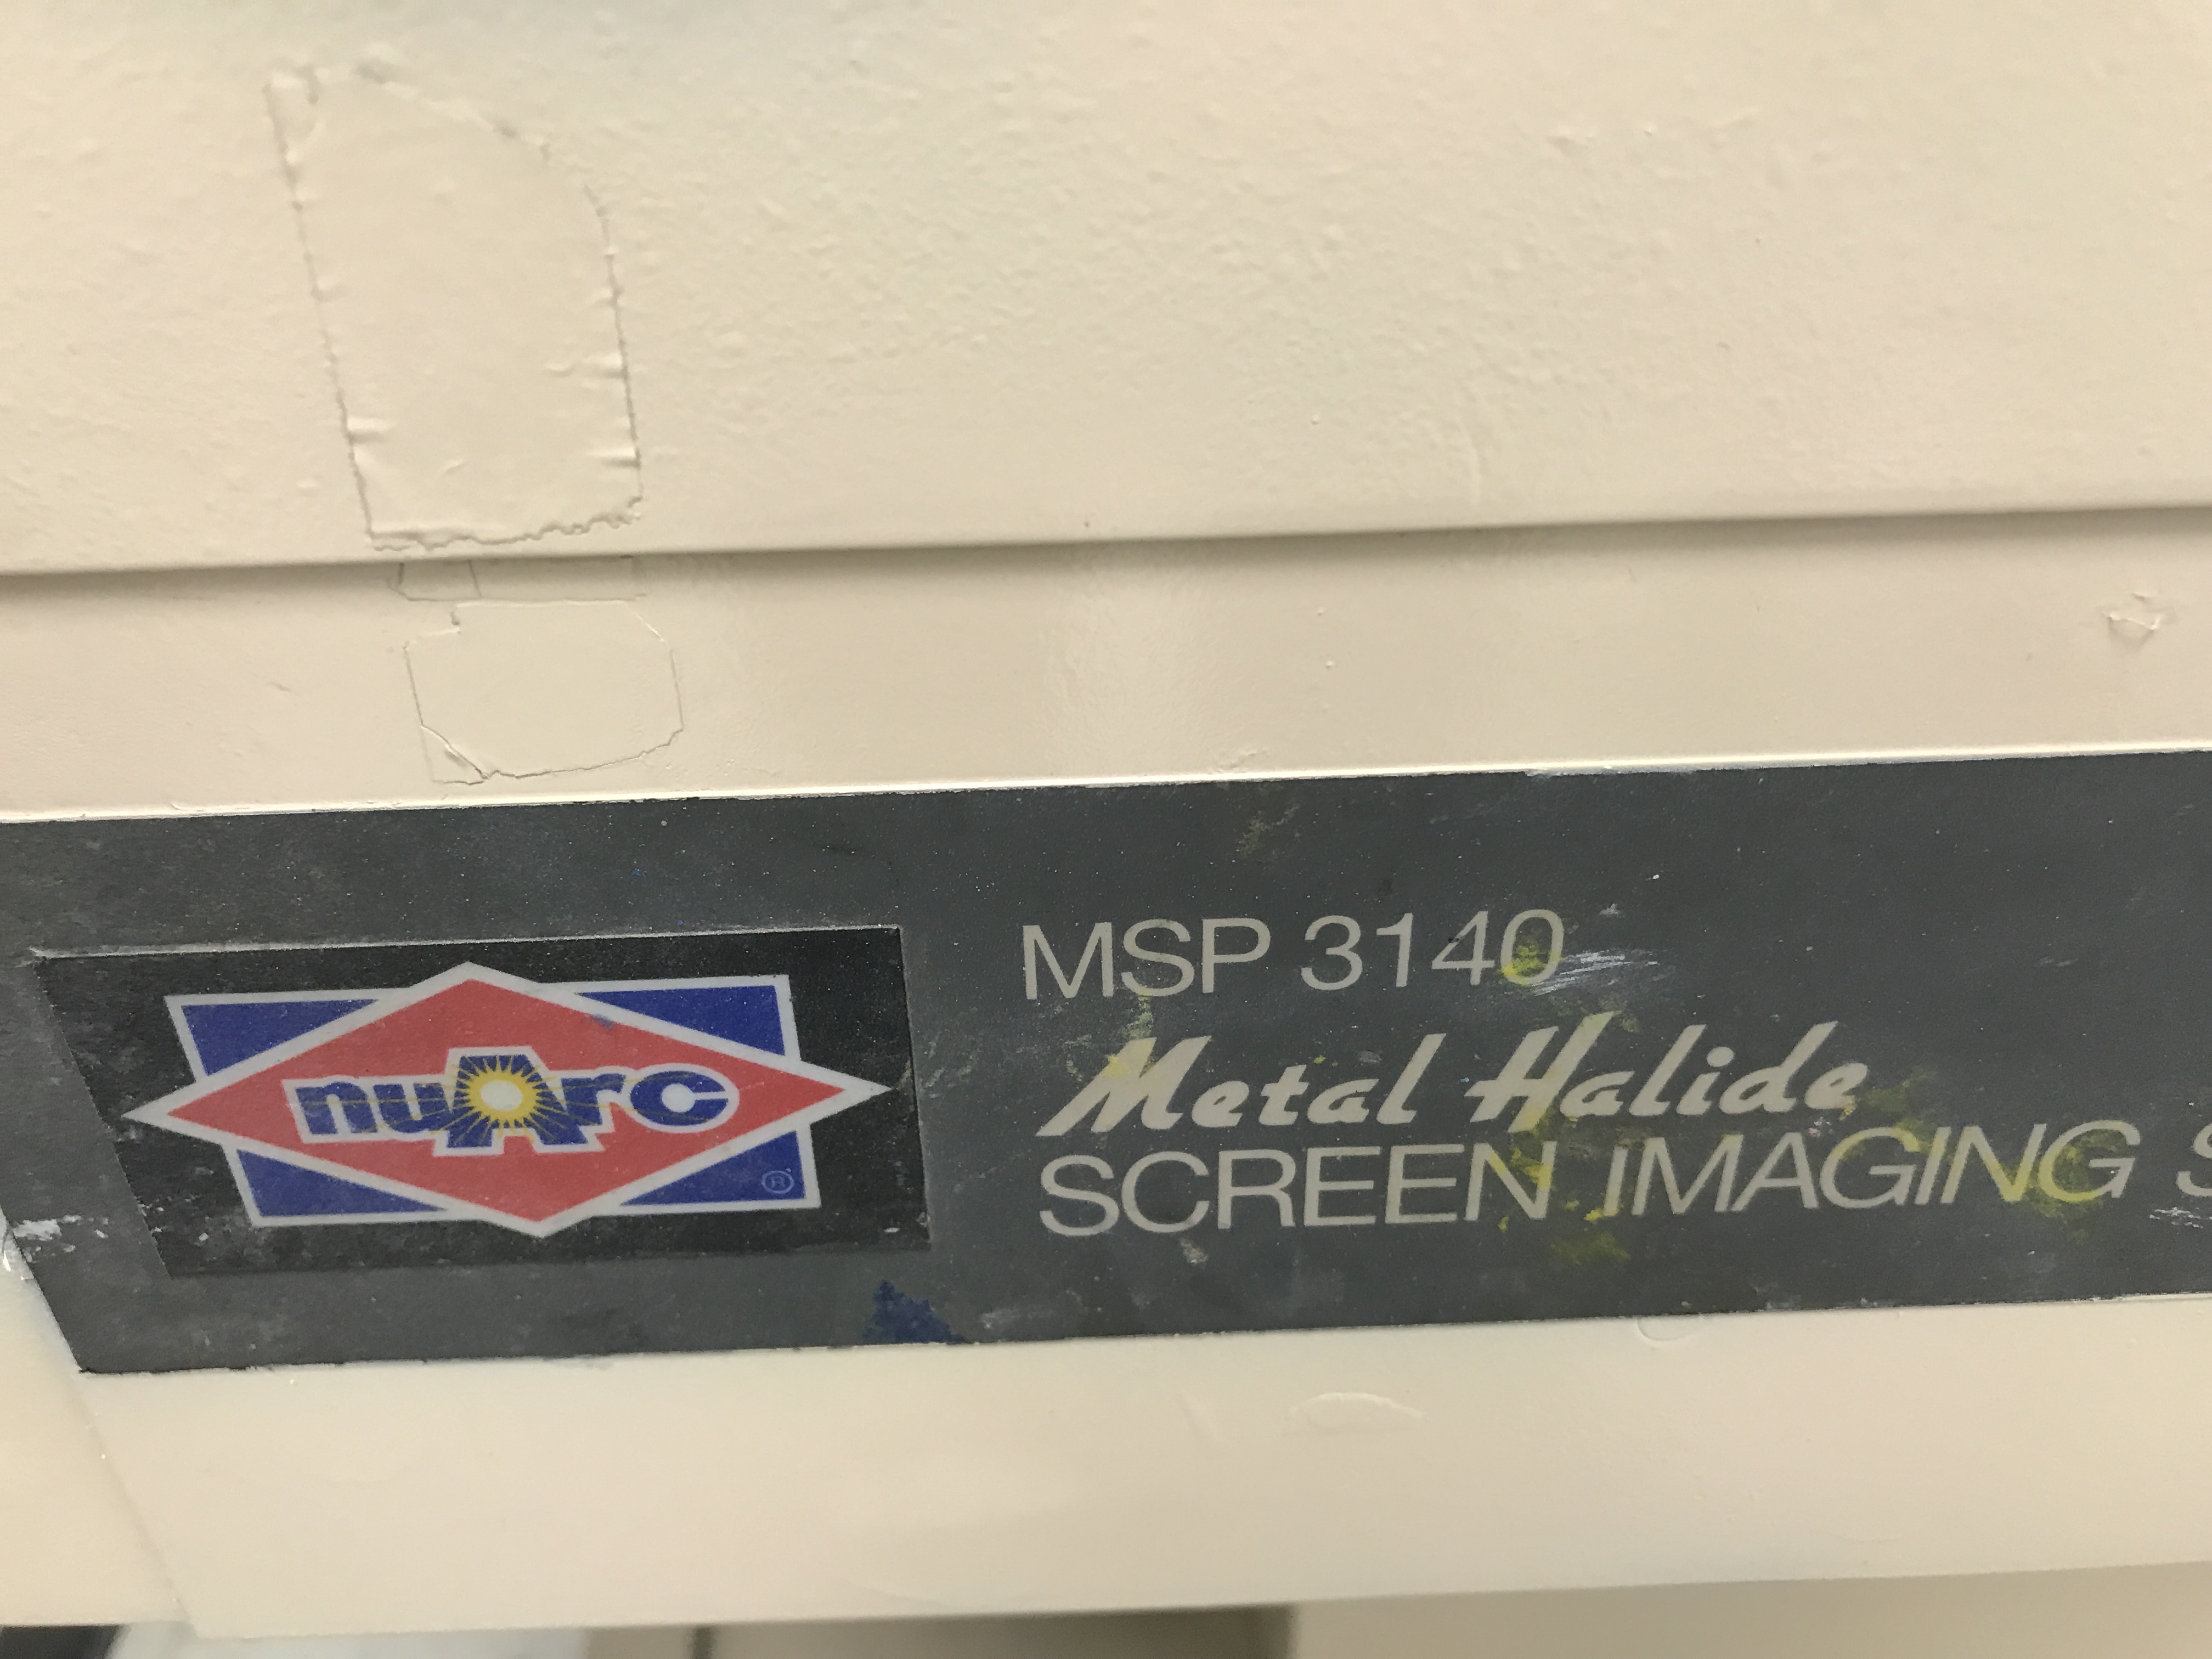 nuArc
®
MSP 3140
Metal Halide
SCREEN IMAGING S